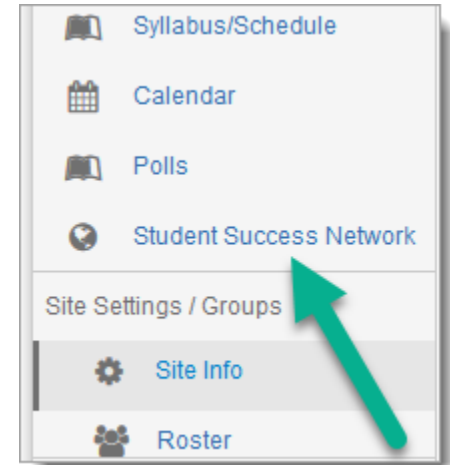 Syllabus/Schedule
Calendar
Polls
Student Success Network
Site Settings / Groups
Site Info
Roster